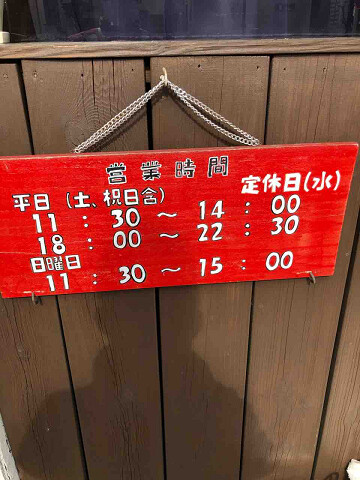 営業時間
定休日(水)
平日(土、祝日含)
11:30～14:00
18:00～22:30
日曜日
11:30～15:00